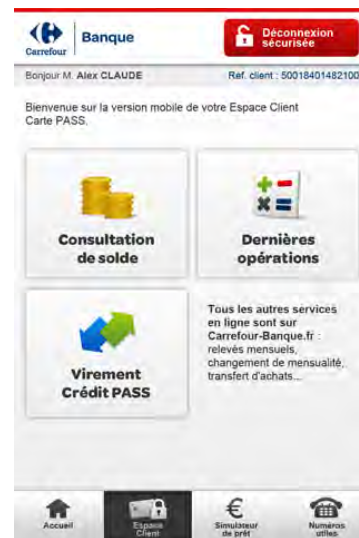 Carrefour
Banque
Déconnexion
sécurisée
Bonjour M. Alex CLAUDE
Ref. client : 50018401482100
Bienvenue sur la version mobile de votre Espace Client
Carte PASS.
Consultation
de solde
Dernières
opérations
Virement
Crédit PASS
Tous les autres services
en ligne sont sur
Carrefour-Banque.fr :
relevés mensuels,
changement de mensualité,
transfert d'achats...
Accueil
Espace
Client
Simulateur
de prêt
Numéros
utiles